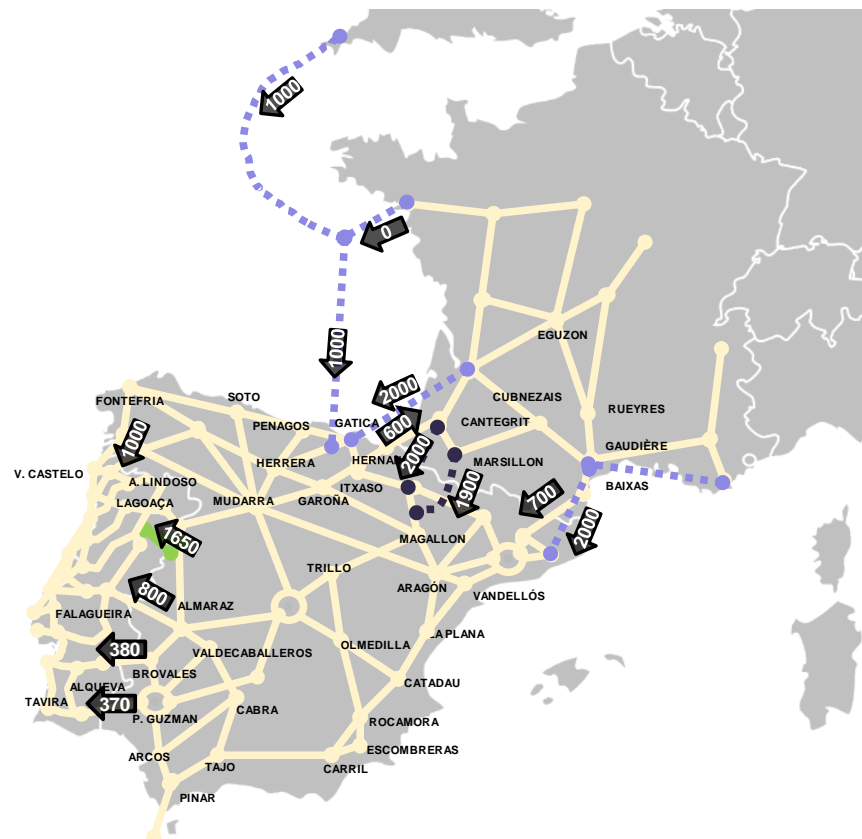 1000
0
1000
EGUZON
2000
FONTEFRIA
SOTO
CUBNEZAIS
RUEYRES
PENAGOS
GATICA
600
CANTEGRIT
1000
GAUDIÈRE
HERRERA
HERNA
2000
MARSILLON
V. CASTELO
A. LINDOSO
ITXASO
BAIXAS
LAGOAÇA
MUDARRA
GAROÑA
1900
700
1650
MAGALLON
2000
TRILLO
ARAGÓN
800
ALMARAZ
VANDELLÓS
FALAGUEIRA
LA PLANA
380
VALDECABALLEROS
OLMEDILLA
BROVALES
ALQUEVA
CATADAU
TAVIRA
370
P. GUZMAN
CABRA
ROCAMORA
ESCOMBRERAS
ARCOS
TAJO
CARRIL
PINAR